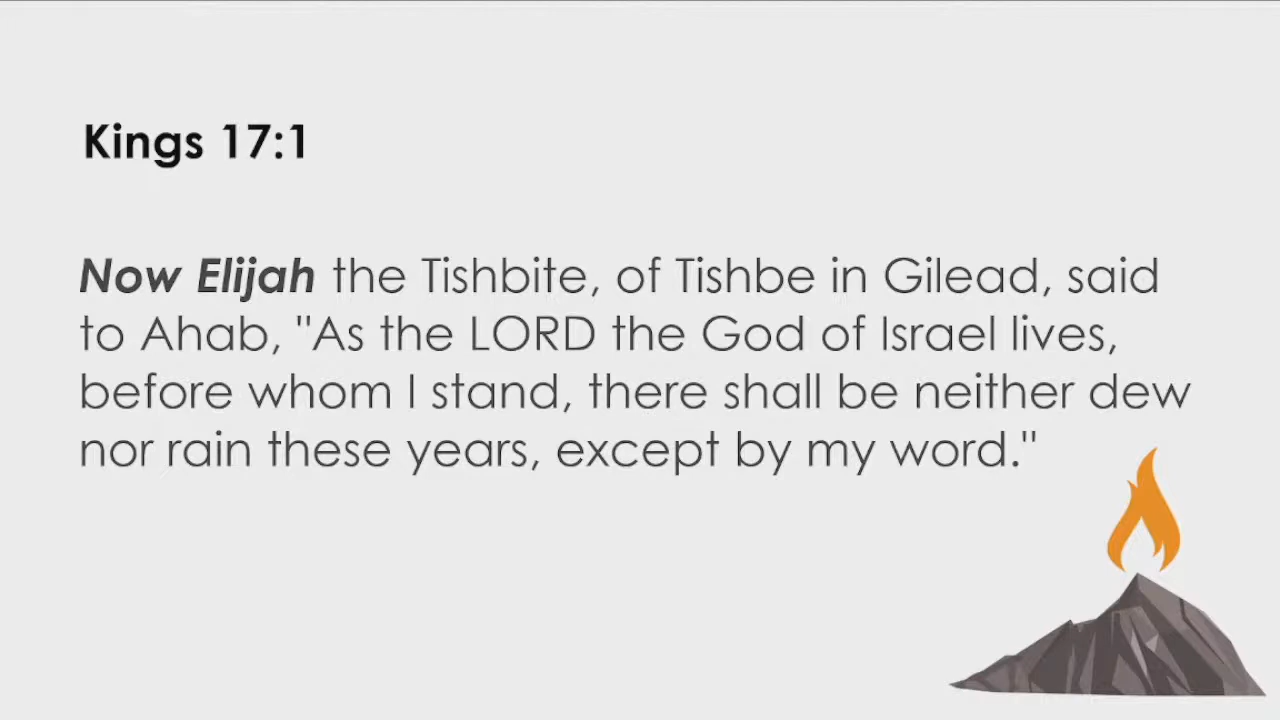 Kings 17:1
Now Elijah the Tishbite, of Tishbe in Gilead, said
to Ahab, "As the LORD the God of Israel lives,
before whom I stand, there shall be neither dew
nor rain these years, except by my word."